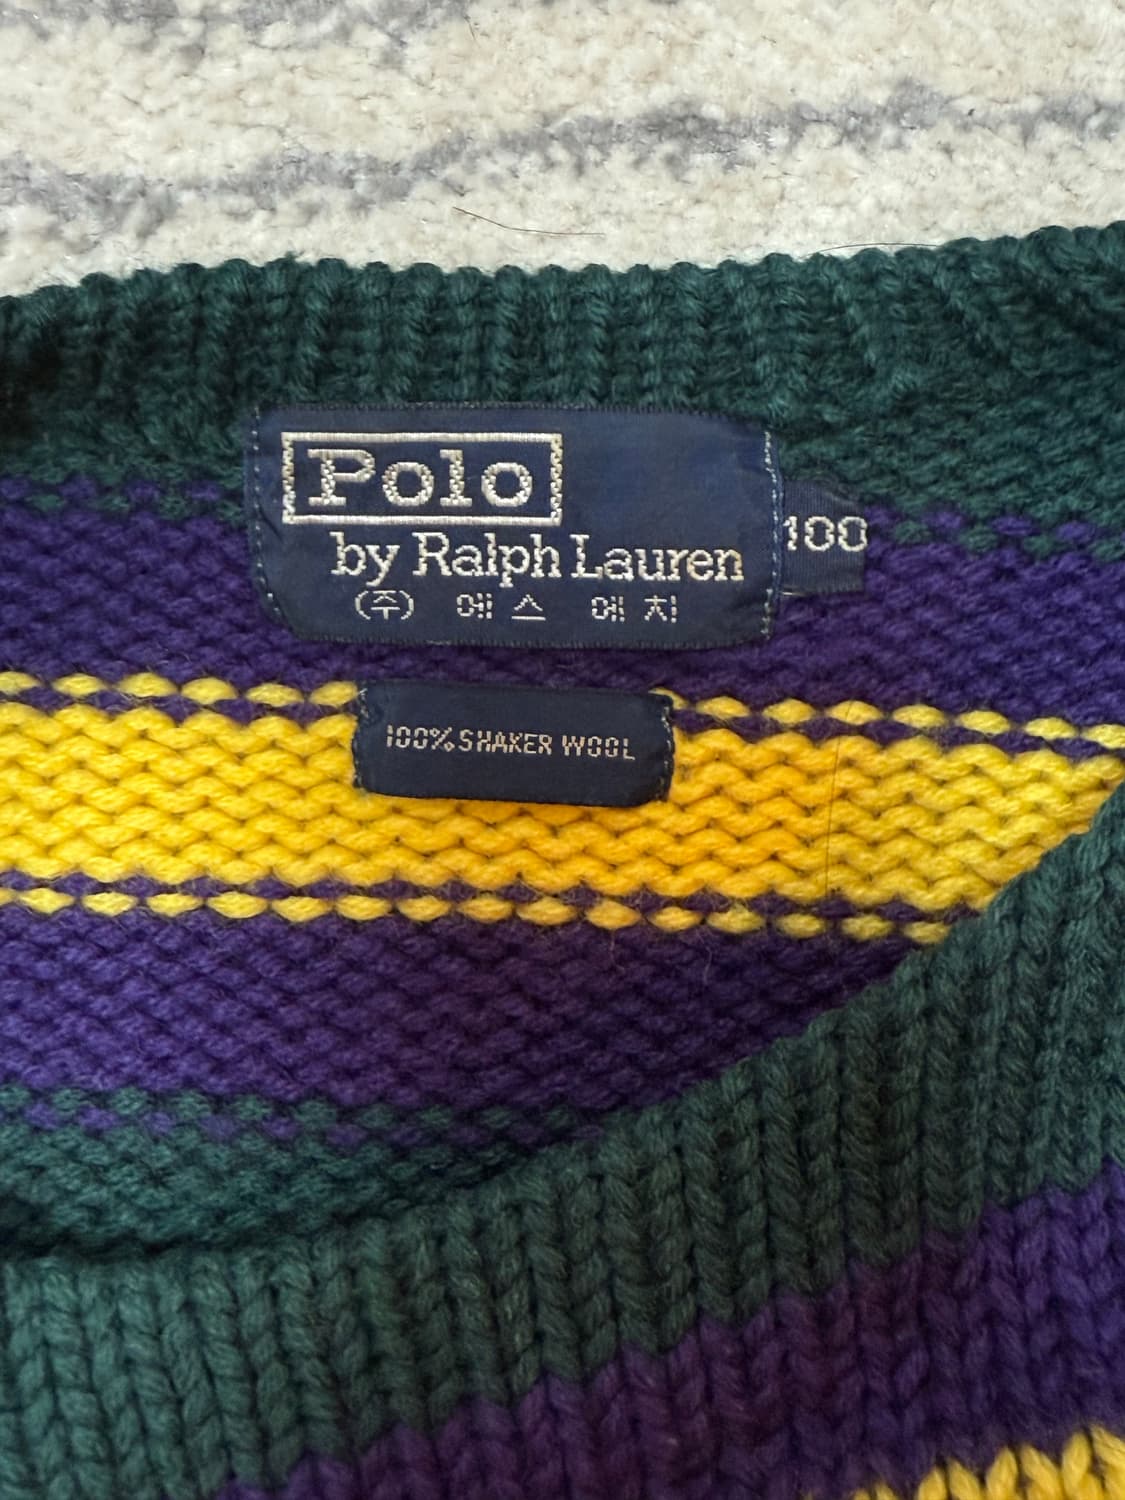 Polo
by Ralph Lauren
100
(주) 에스 에치
100% SHAKER WOOL